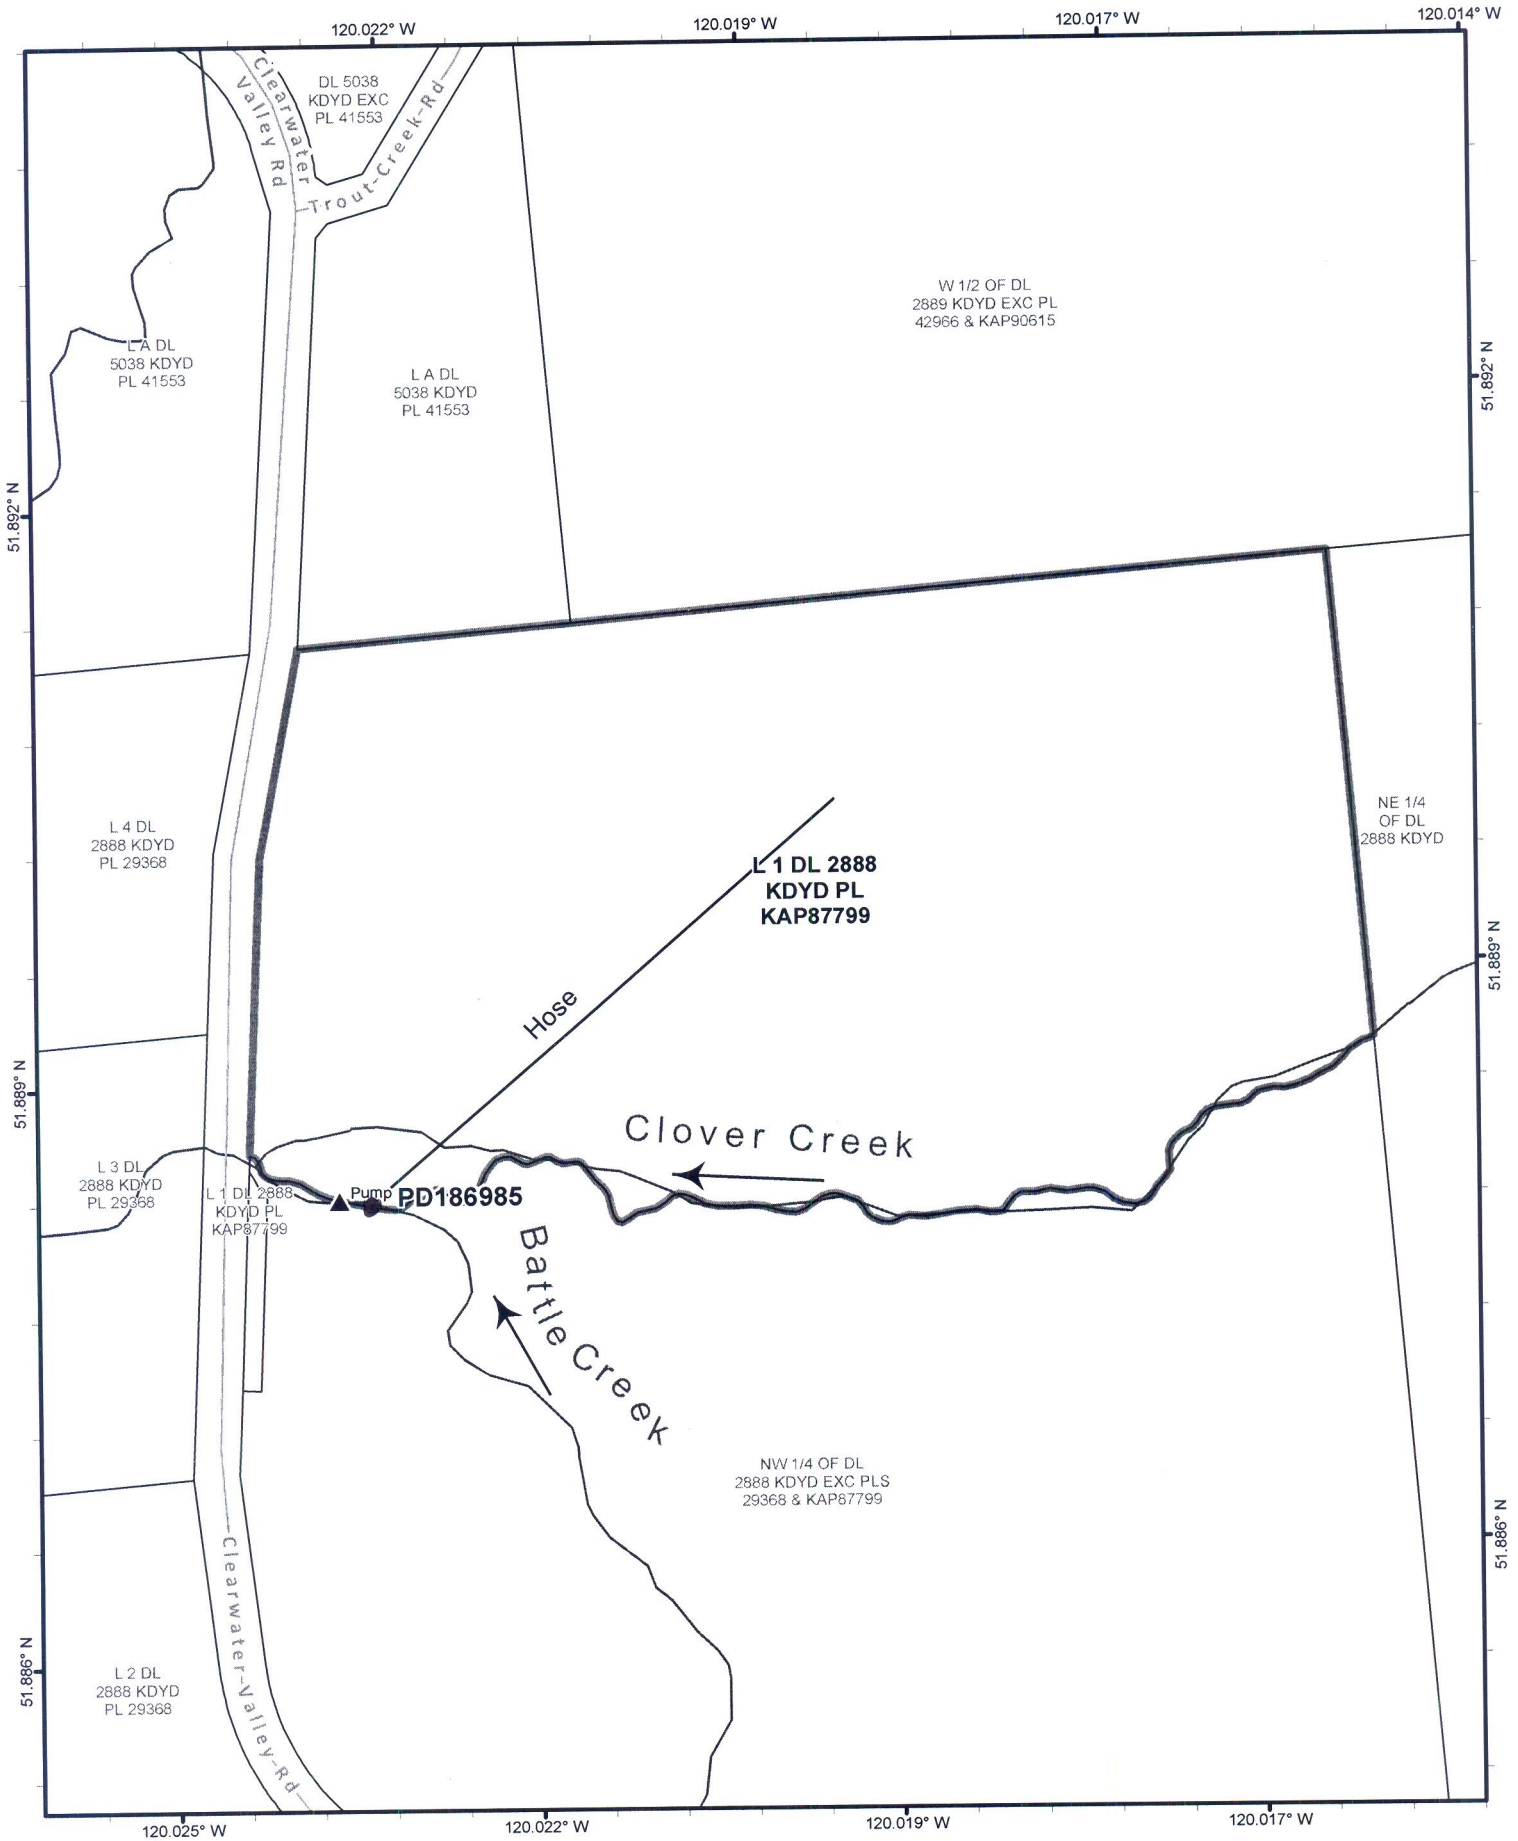 120.022° W
120.019° W
120.017° W
120.014° W
DL 5038
KDYD EXC
PL 41553
Clearwater
Valley Rd
Trout-Creek-Rd
W 1/2 OF DL
2889 KDYD EXC PL
42966 & KAP90615
L A DL
5038 KDYD
PL 41553
L A DL
5038 KDYD
PL 41553
51.892° N
51.892° N
L 4 DL
2888 KDYD
PL 29368
NE 1/4
OF DL
2888 KDYD
L 1 DL 2888
KDYD PL
KAP87799
Hose
51.889° N
51.889° N
Clover Creek
L 3 DL
2888 KDYD
PL 29368
L 1 DL 2888
KDYD PL
KAP87799
Pump
PD186985
Battle Creek
NW 1/4 OF DL
2888 KDYD EXC PLS
29368 & KAP87799
51.886° N
51.886° N
Clearwater-Valley-Rd
L 2 DL
2888 KDYD
PL 29368
120.025° W
120.022° W
120.019° W
120.017° W